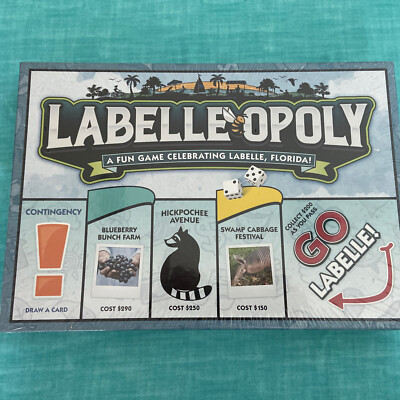 LABELLE-OPOLY
A FUN GAME CELEBRATING LABELLE, FLORIDA!
CONTINGENCY
!
DRAW A CARD
BLUEBERRY
BUNCH FARM
COST $290
HICKPOCHEE
AVENUE
COST $250
SWAMP CABBAGE
FESTIVAL
COST $150
COLLECT $200
AS YOU PASS
GO
LABELLE!